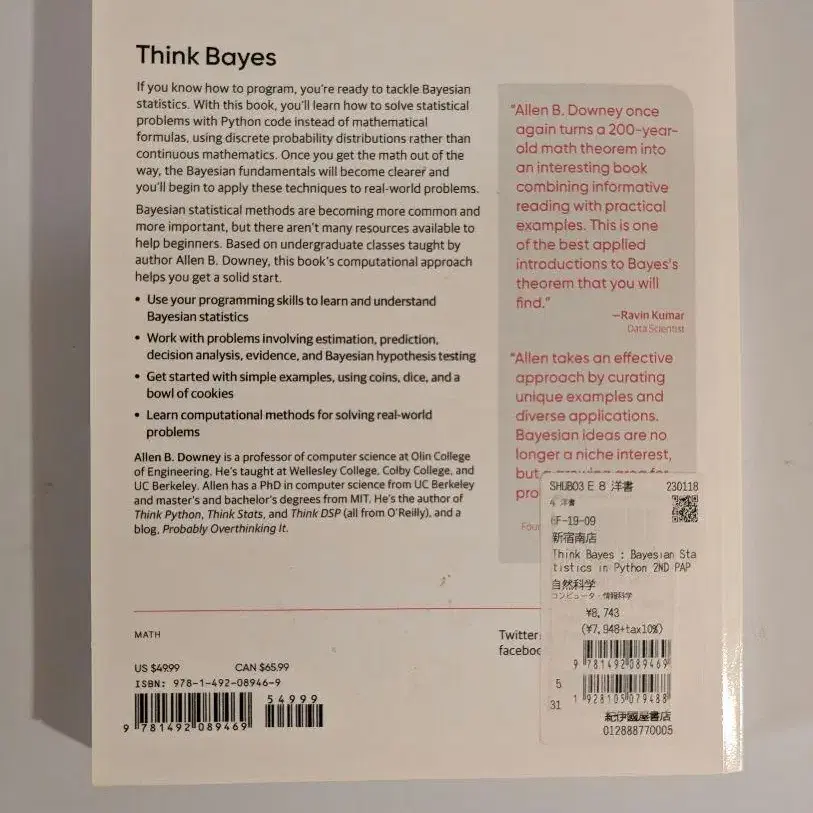 Think Bayes
If you know how to program, you're ready to tackle Bayesian
statistics. With this book, you'll learn how to solve statistical
problems with Python code instead of mathematical
formulas, using discrete probability distributions rather than
continuous mathematics. Once you get the math out of the
way, the Bayesian fundamentals will become clearer and
you'll begin to apply these techniques to real-world problems.
Bayesian statistical methods are becoming more common and
more important, but there aren't many resources available to
help beginners. Based on undergraduate classes taught by
author Allen B. Downey, this book's computational approach
helps you get a solid start.
• Use your programming skills to learn and understand
Bayesian statistics
• Work with problems involving estimation, prediction,
decision analysis, evidence, and Bayesian hypothesis testing
• Get started with simple examples, using coins, dice, and a
bowl of cookies
• Learn computational methods for solving real-world
problems
Allen B. Downey is a professor of computer science at Olin College
of Engineering. He's taught at Wellesley College, Colby College, and
UC Berkeley. Allen has a PhD in computer science from UC Berkeley
and master's and bachelor's degrees from MIT. He's the author of
Think Python, Think Stats, and Think DSP (all from O'Reilly), and a
blog, Probably Overthinking It.
"Allen B. Downey once
again turns a 200-year-
old math theorem into
an interesting book
combining informative
reading with practical
examples. This is one
of the best applied
introductions to Bayes's
theorem that you will
find."
—Ravin Kumar
Data Scientist
"Allen takes an effective
approach by curating
unique examples and
diverse applications.
Bayesian ideas are no
longer a niche interest,
but a growing area for
pro
Foun
MATH
US $49.99 CAN $65.99
ISBN: 978-1-492-08946-9
54999
9 781492 089469
Twitter:
faceboo
SHUB03 E 8 洋書 230118
4 洋書
6F-19-09
新宿南店
Think Bayes : Bayesian Sta
tistics in Python 2ND PAP
自然科学
コンピュータ・情報科学
¥8,743
(¥7,948+tax10%)
9 781492 089469
5
31
1 928105 079488
紀伊國屋書店
012888770005